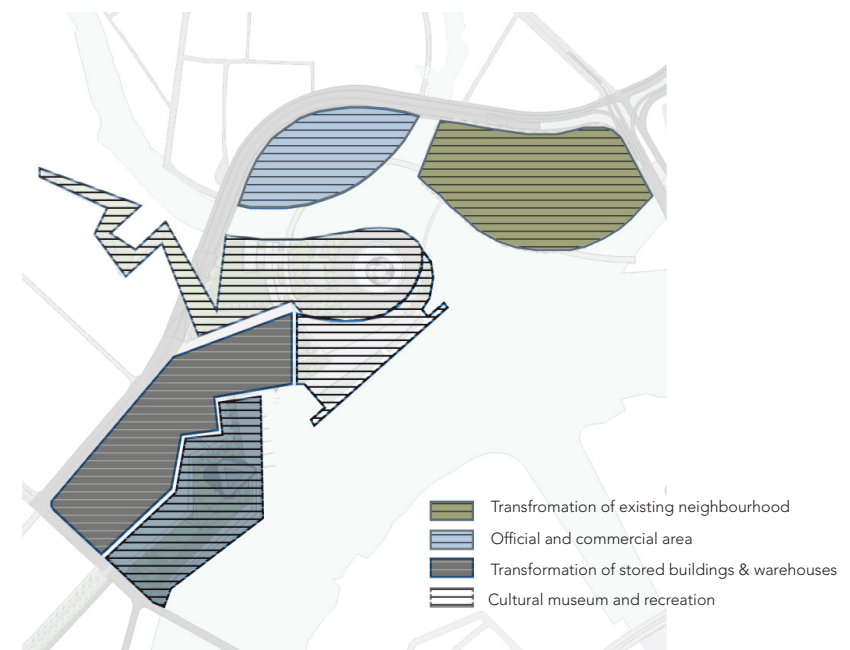 Transfromation of existing neighbourhood
Official and commercial area
Transformation of stored buildings & warehouses
Cultural museum and recreation